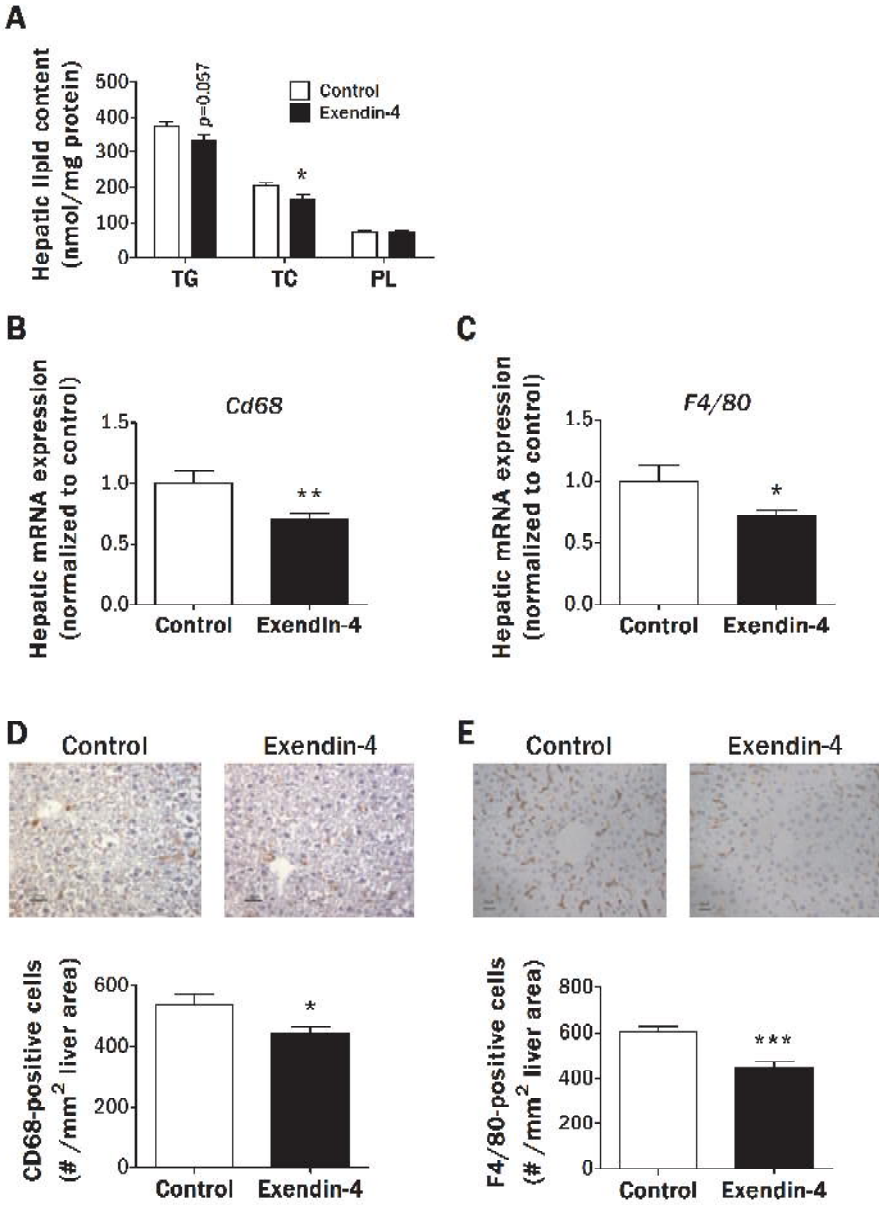 A
Hepatic lipid content
(nmol/mg protein)
500
400
300
200
100
0
p=0.057
*
Control
Exendin-4
TG
TC
PL
B
Hepatic mRNA expression
(normalized to control)
Cd68
1.5
1.0
0.5
0.0
**
Control
Exendin-4
C
Hepatic mRNA expression
(normalized to control)
F4/80
1.5
1.0
0.5
0.0
*
Control
Exendin-4
D
Control
Exendin-4
CD68-positive cells
(# /mm² liver area)
600
400
200
0
*
Control
Exendin-4
E
Control
Exendin-4
F4/80-positive cells
(# /mm² liver area)
800
600
400
200
0
***
Control
Exendin-4